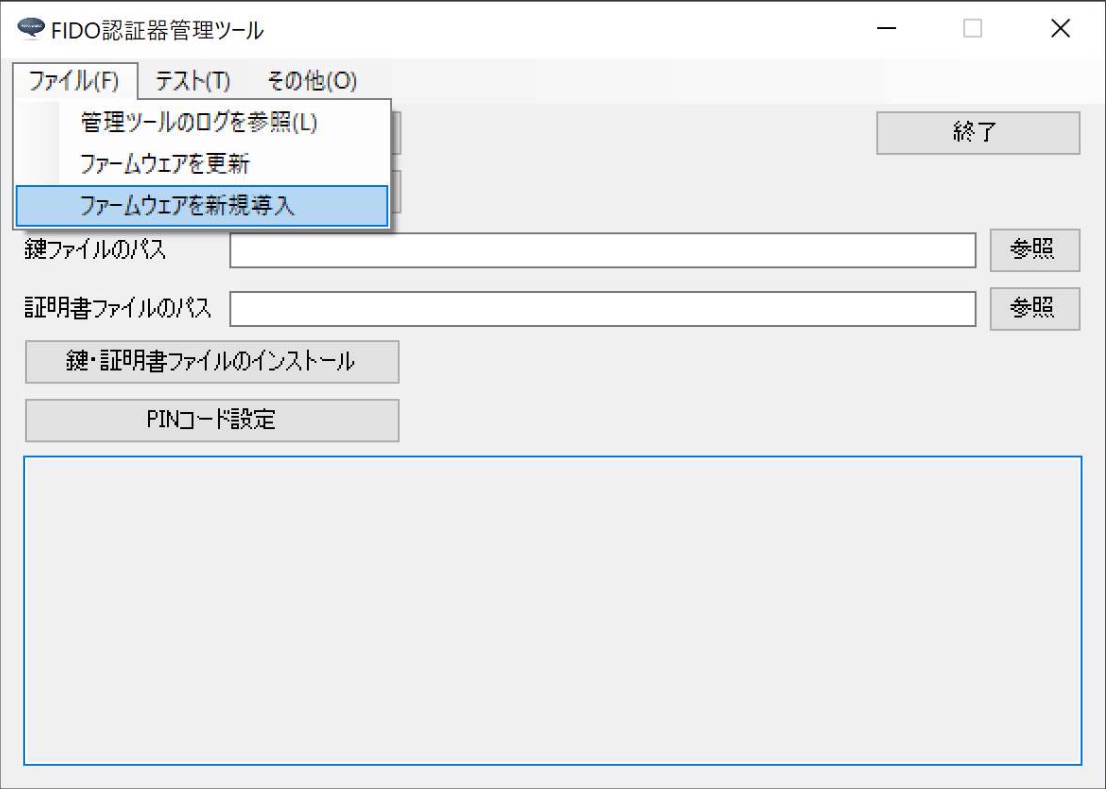 FIDO認証器管理ツール
ファイル(F) テスト(T) その他(O)
管理ツールのログを参照(L)
ファームウェアを更新
ファームウェアを新規導入
終了
鍵ファイルのパス
参照
証明書ファイルのパス
参照
鍵・証明書ファイルのインストール
PINコード設定